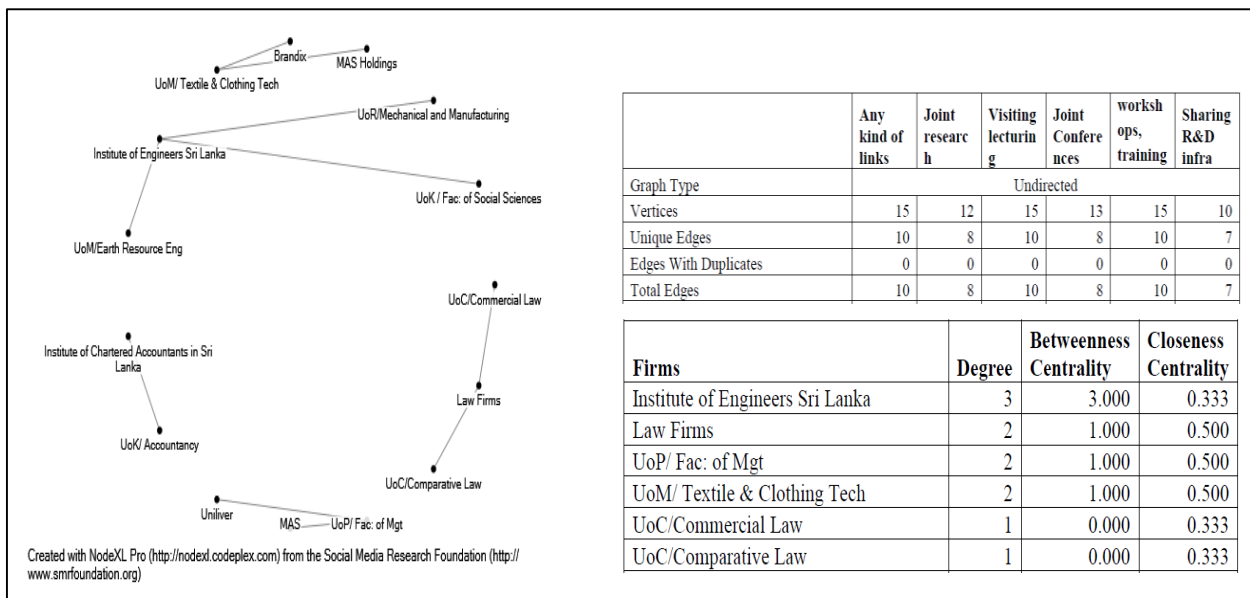 Brandix
MAS Holdings
UoM/ Textile & Clothing Tech
UoR/Mechanical and Manufacturing
Institute of Engineers Sri Lanka
UoK / Fac: of Social Sciences
UoM/Earth Resource Eng
UoC/Commercial Law
Institute of Chartered Accountants in Sri
Lanka
Law Firms
UoK/ Accountancy
UoC/Comparative Law
Uniliver
MAS
UoP/ Fac: of Mgt
Created with NodeXL Pro (http://nodexl.codeplex.com) from the Social Media Research Foundation (http://
www.smrfoundation.org)
Any kind of links Joint researc h Visiting lecturin g Joint Confere nces worksh ops, training Sharing R&D infra
Graph Type Undirected
Vertices 15 12 15 13 15 10
Unique Edges 10 8 10 8 10 7
Edges With Duplicates 0 0 0 0 0 0
Total Edges 10 8 10 8 10 7
Firms Degree Betweenness Centrality Closeness Centrality
Institute of Engineers Sri Lanka 3 3.000 0.333
Law Firms 2 1.000 0.500
UoP/ Fac: of Mgt 2 1.000 0.500
UoM/ Textile & Clothing Tech 2 1.000 0.500
UoC/Commercial Law 1 0.000 0.333
UoC/Comparative Law 1 0.000 0.333